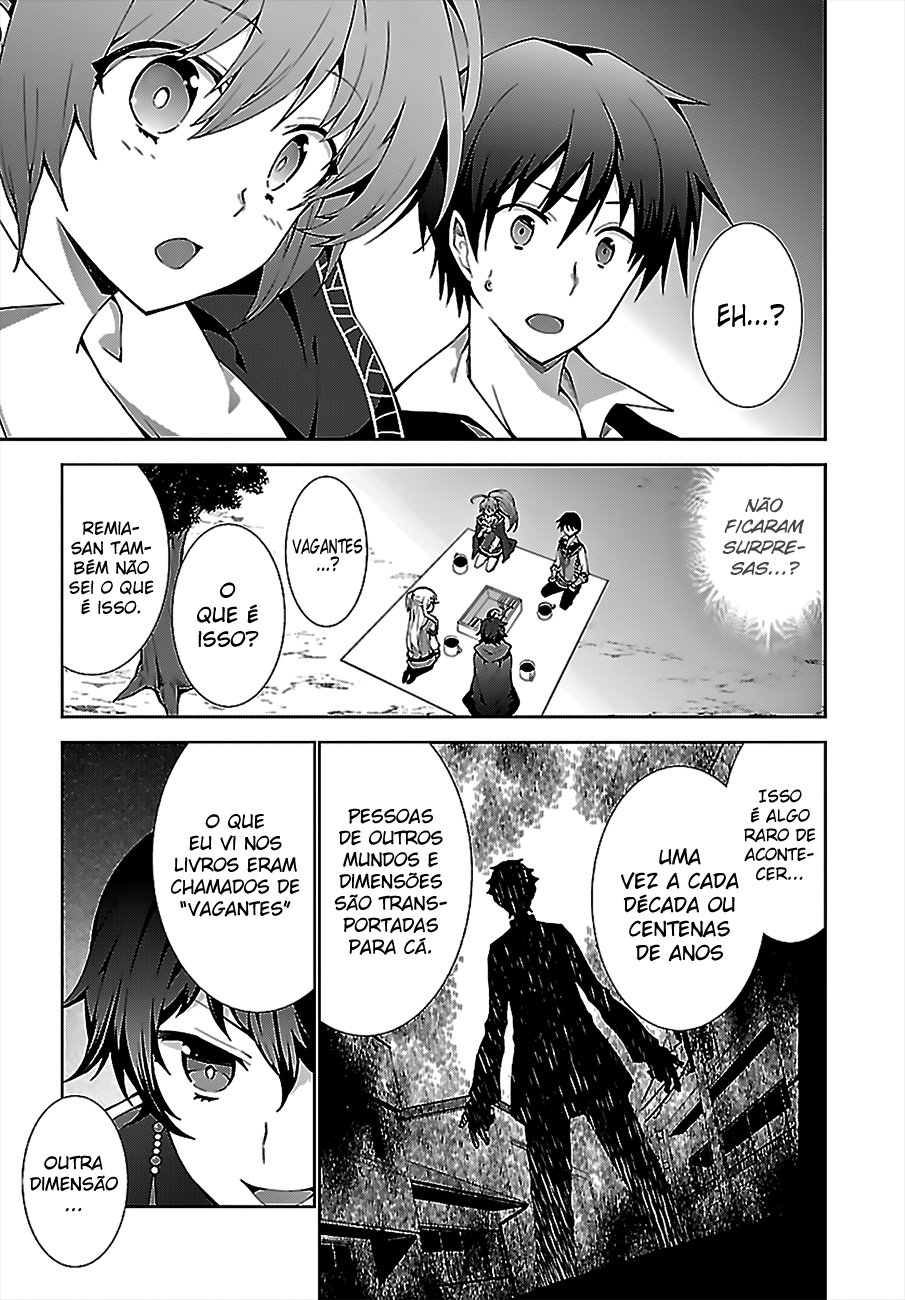 EH...?
NÃO
FICARAM
SURPRE-
SAS...?
VAGANTES
...?
O
QUE É
ISSO?
REMIA-
SAN TAM-
BÉM NÃO
SEI O QUE
É ISSO.
ISSO
É ALGO
RARO DE
ACONTE-
CER...
UMA
VEZ A CADA
DÉCADA OU
CENTENAS
DE ANOS
PESSOAS
DE OUTROS
MUNDOS E
DIMENSÕES
SÃO TRANS-
PORTADAS
PARA CÁ.
O QUE
EU VI NOS
LIVROS ERAM
CHAMADOS DE
"VAGANTES"
OUTRA
DIMENSÃO
...